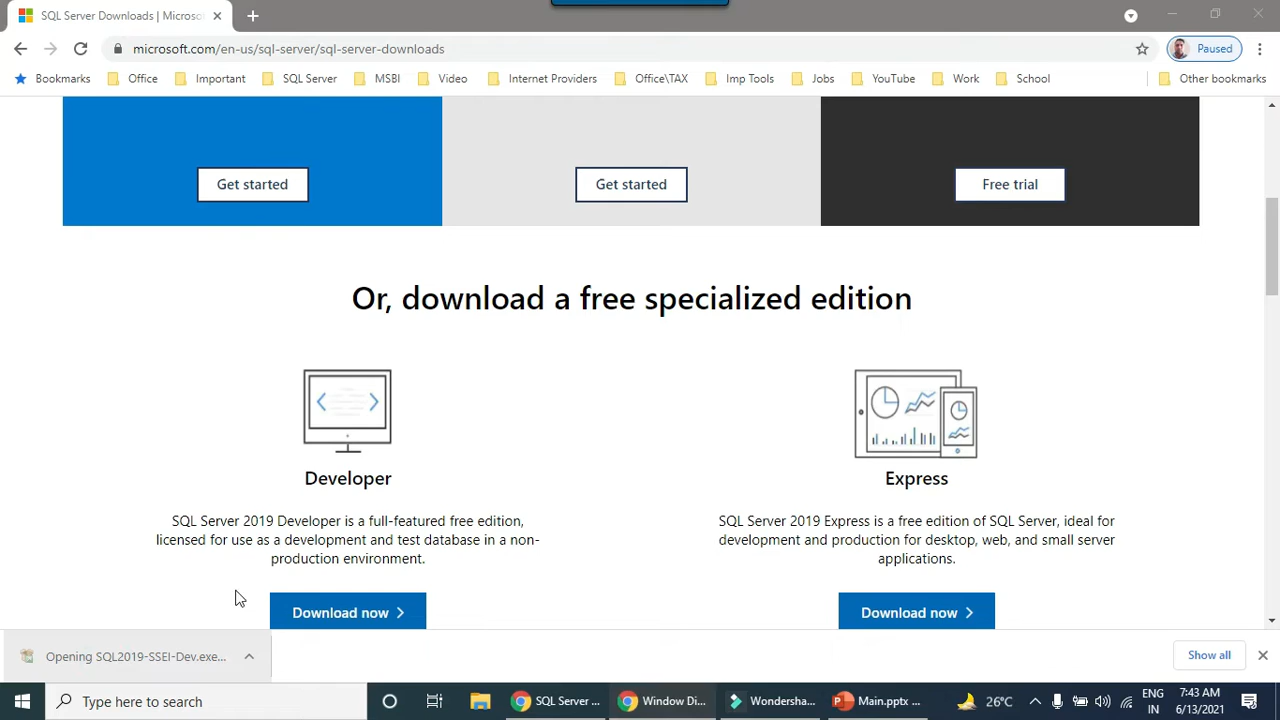 SQL Server Downloads | Microso
microsoft.com/en-us/sql-server/sql-server-downloads
Paused
Bookmarks Office Important SQL Server MSBI Video Internet Providers Office\TAX Imp Tools Jobs YouTube Work School Other bookmarks
Get started Get started Free trial
Or, download a free specialized edition
Developer
SQL Server 2019 Developer is a full-featured free edition,
licensed for use as a development and test database in a non-
production environment.
Download now
Express
SQL Server 2019 Express is a free edition of SQL Server, ideal for
development and production for desktop, web, and small server
applications.
Download now
Opening SQL2019-SSEI-Dev.exe... Show all
Type here to search
SQL Server ... Window Di... Wondersha... Main.pptx ...
26°C
ENG
IN
7:43 AM
6/13/2021